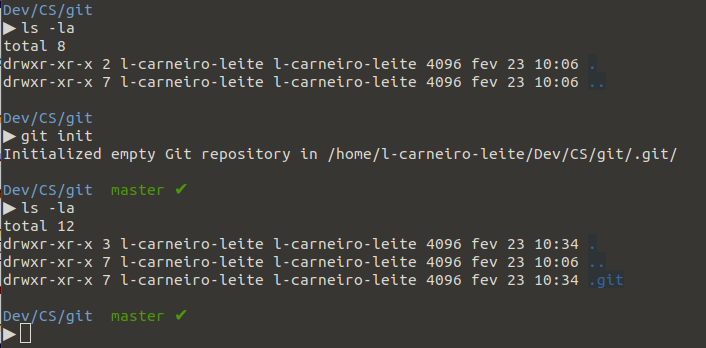 Dev/CS/git
▶ ls -la
total 8
drwxr-xr-x 2 l-carneiro-leite l-carneiro-leite 4096 fev 23 10:06 .
drwxr-xr-x 7 l-carneiro-leite l-carneiro-leite 4096 fev 23 10:06 ..
Dev/CS/git
▶ git init
Initialized empty Git repository in /home/l-carneiro-leite/Dev/CS/git/.git/
Dev/CS/git  master ✔
▶ ls -la
total 12
drwxr-xr-x 3 l-carneiro-leite l-carneiro-leite 4096 fev 23 10:34 .
drwxr-xr-x 7 l-carneiro-leite l-carneiro-leite 4096 fev 23 10:06 ..
drwxr-xr-x 7 l-carneiro-leite l-carneiro-leite 4096 fev 23 10:34 .git
Dev/CS/git  master ✔
▶